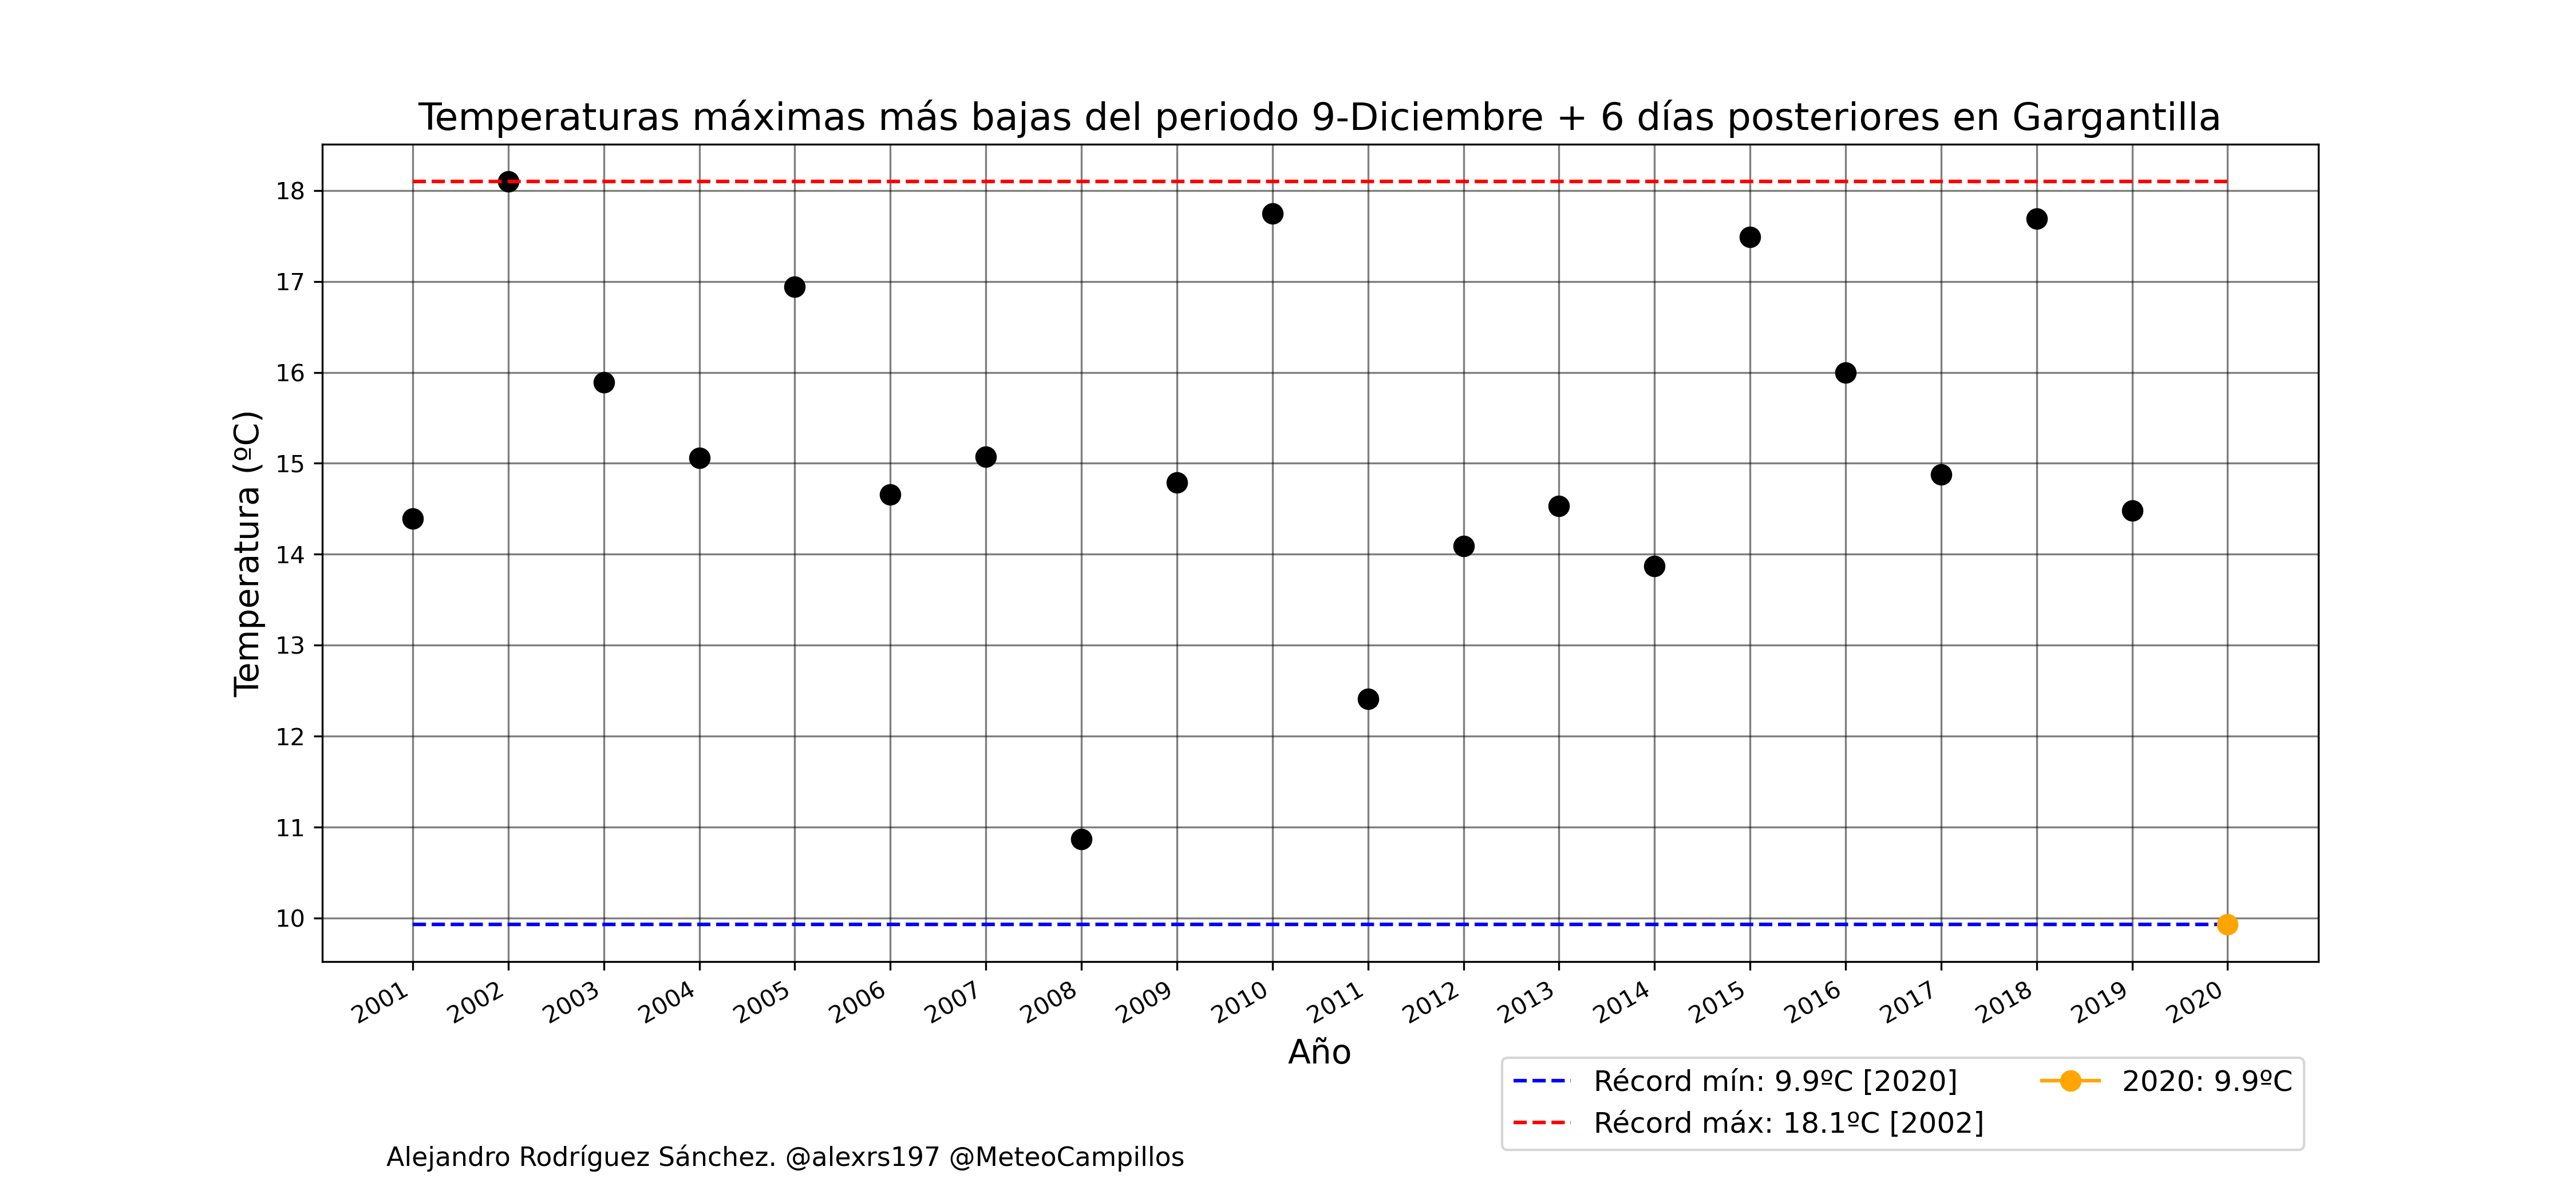 Temperaturas máximas más bajas del periodo 9-Diciembre + 6 días posteriores en Gargantilla
Temperatura (ºC)
18
17
16
15
14
13
12
11
10
2001 2002 2003 2004 2005 2006 2007 2008 2009 2010 2011 2012 2013 2014 2015 2016 2017 2018 2019 2020
Año
Récord mín: 9.9ºC [2020] 2020: 9.9ºC
Récord máx: 18.1ºC [2002]
Alejandro Rodríguez Sánchez. @alexrs197 @MeteoCampillos